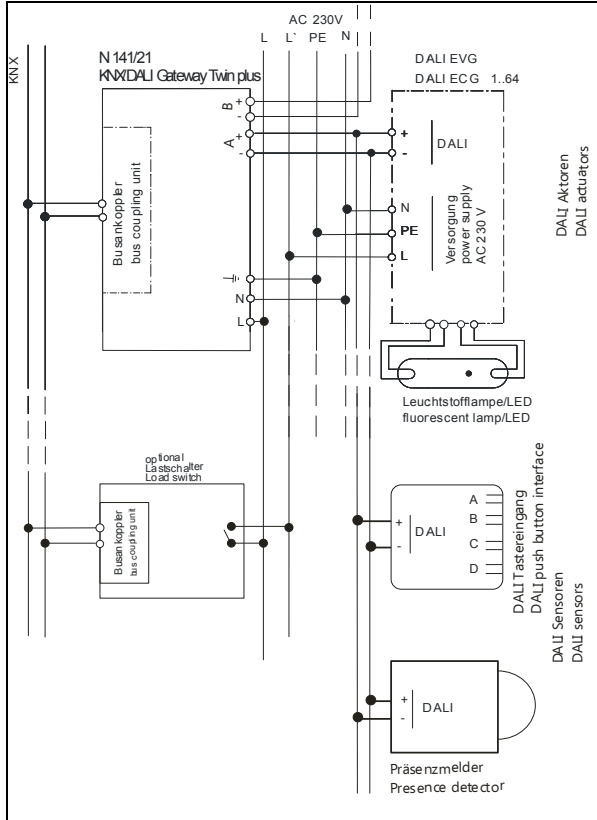 AC 230V
L L` PE N
KNX
N 141/21
KNX/DALI Gateway Twin plus
DALI EVG
DALI ECG 1..64
B + -
A + -
Busankoppler
bus coupling unit
+
-
DALI
N
PE
L
Versorgung
power supply
AC 230 V
DALI Aktoren
DALI actuators
N
L
Leuchtstofflampe/LED
fluorescent lamp/LED
optional
Lastschalter
Load switch
Busankoppler
bus coupling unit
+
-
DALI
A
B
C
D
DALI Tastereingang
DALI push button interface
DALI Sensoren
DALI sensors
+
-
DALI
Präsenzmelder
Presence detector